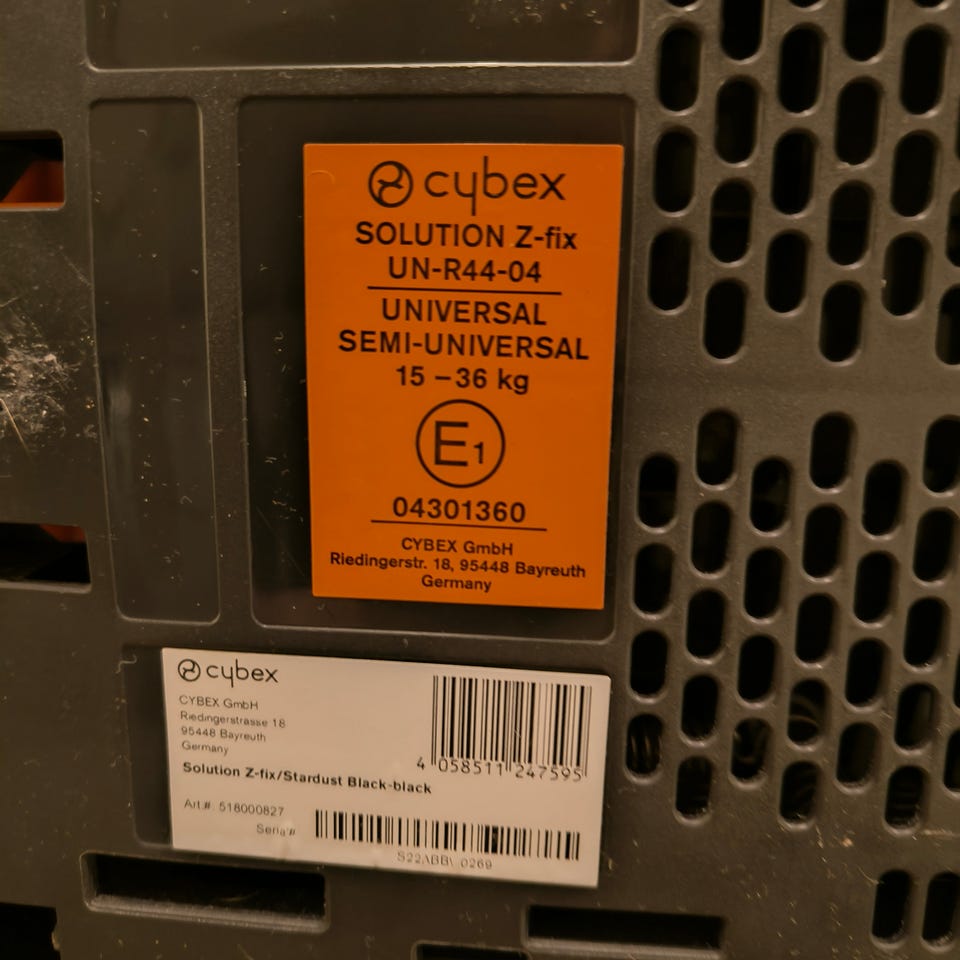 cybex
SOLUTION Z-fix
UN-R44-04
UNIVERSAL
SEMI-UNIVERSAL
15 – 36 kg
E1
04301360
CYBEX GmbH
Riedingerstr. 18, 95448 Bayreuth
Germany
cybex
CYBEX GmbH
Riedingerstrasse 18
95448 Bayreuth
Germany
4 058511 247595
Solution Z-fix/Stardust Black-black
Art.#: 518000827
Serial#